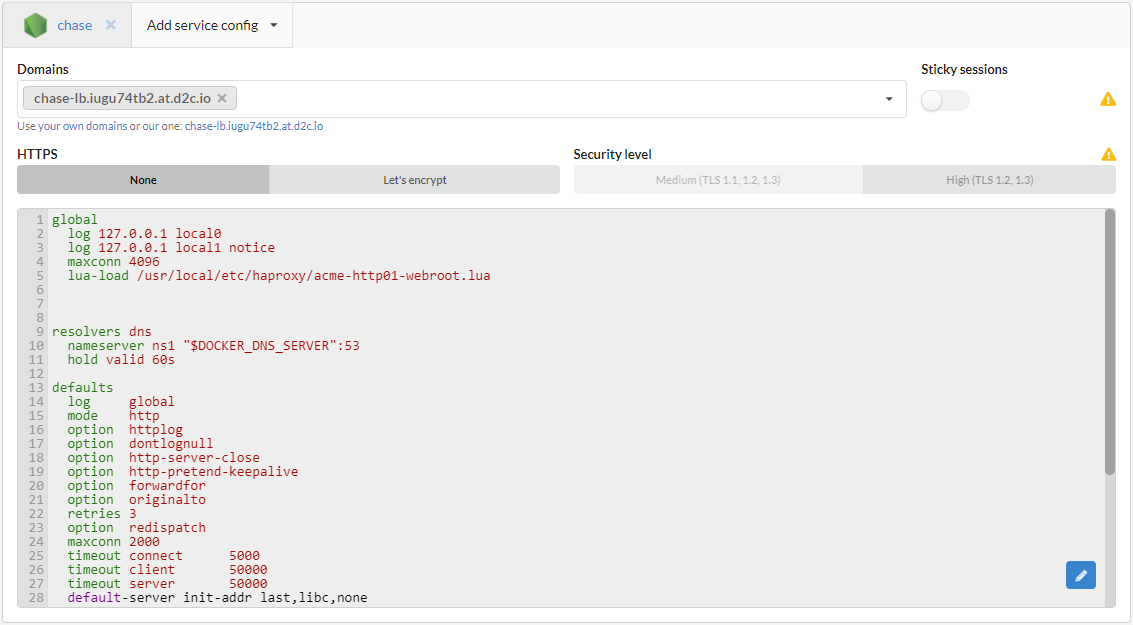 chase × Add service config
Domains Sticky sessions
chase-lb.iugu74tb2.at.d2c.io ×
Use your own domains or our one: chase-lb.iugu74tb2.at.d2c.io
HTTPS Security level
None Let's encrypt Medium (TLS 1.1, 1.2, 1.3) High (TLS 1.2, 1.3)
1 global
2   log 127.0.0.1 local0
3   log 127.0.0.1 local1 notice
4   maxconn 4096
5   lua-load /usr/local/etc/haproxy/acme-http01-webroot.lua
6
7
8
9 resolvers dns
10   nameserver ns1 "$DOCKER_DNS_SERVER":53
11   hold valid 60s
12
13 defaults
14   log     global
15   mode    http
16   option  httplog
17   option  dontlognull
18   option  http-server-close
19   option  http-pretend-keepalive
20   option  forwardfor
21   option  originalto
22   retries 3
23   option  redispatch
24   maxconn 2000
25   timeout connect      5000
26   timeout client       50000
27   timeout server       50000
28   default-server init-addr last,libc,none